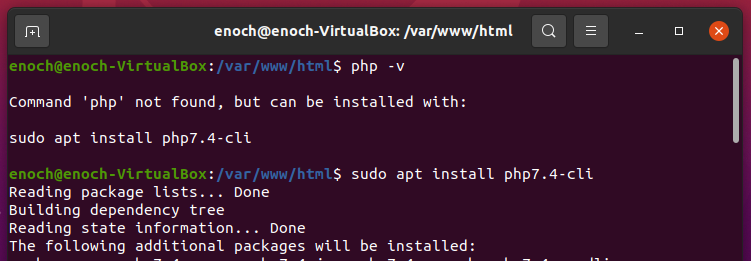 enoch@enoch-VirtualBox: /var/www/html
enoch@enoch-VirtualBox:/var/www/html$ php -v
Command 'php' not found, but can be installed with:
sudo apt install php7.4-cli
enoch@enoch-VirtualBox:/var/www/html$ sudo apt install php7.4-cli
Reading package lists... Done
Building dependency tree
Reading state information... Done
The following additional packages will be installed: